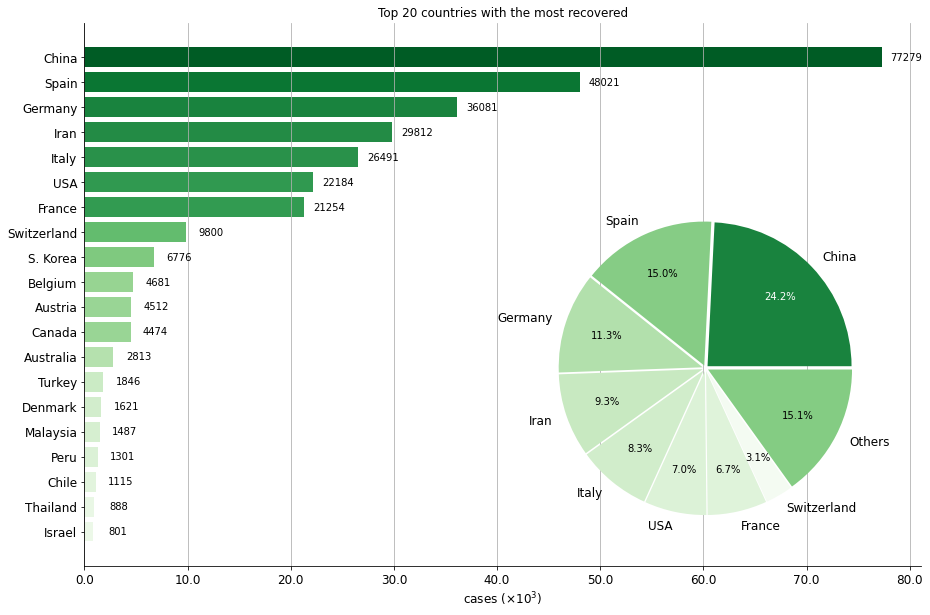 Top 20 countries with the most recovered
China 77279
Spain 48021
Germany 36081
Iran 29812
Italy 26491
USA 22184
France 21254
Switzerland 9800
S. Korea 6776
Belgium 4681
Austria 4512
Canada 4474
Australia 2813
Turkey 1846
Denmark 1621
Malaysia 1487
Peru 1301
Chile 1115
Thailand 888
Israel 801
0.0 10.0 20.0 30.0 40.0 50.0 60.0 70.0 80.0
cases (×10³)
China
24.2%
Spain
15.0%
Germany
11.3%
Iran
9.3%
Italy
8.3%
USA
7.0%
France
6.7%
Switzerland
3.1%
Others
15.1%